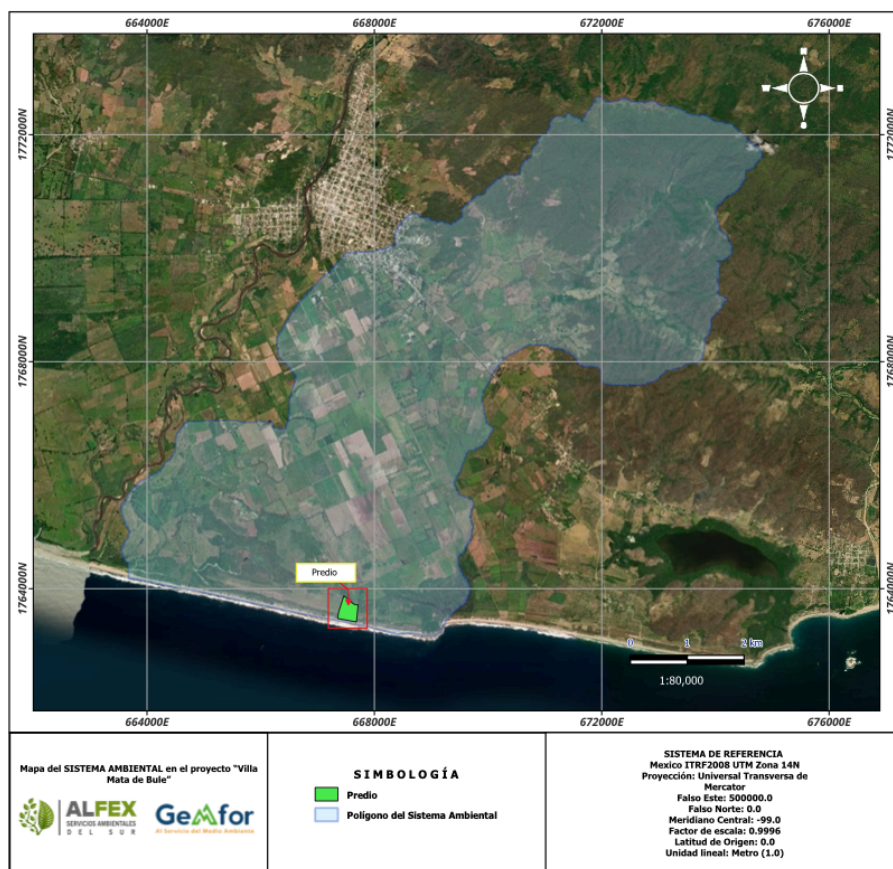 664000E 668000E 672000E 676000E
1772000N 1772000N
1768000N 1768000N
Predio
1764000N 1764000N
0 1 2 km
1:80,000
664000E 668000E 672000E 676000E
Mapa del SISTEMA AMBIENTAL en el proyecto "Villa
Mata de Bule"
ALFEX
SERVICIOS AMBIENTALES
DEL SUR
Geomfor
Al Servicio del Medio Ambiente
SIMBOLOGÍA
Predio
Polígono del Sistema Ambiental
SISTEMA DE REFERENCIA
Mexico ITRF2008 UTM Zona 14N
Proyección: Universal Transversa de
Mercator
Falso Este: 500000.0
Falso Norte: 0.0
Meridiano Central: -99.0
Factor de escala: 0.9996
Latitud de Origen: 0.0
Unidad lineal: Metro (1.0)